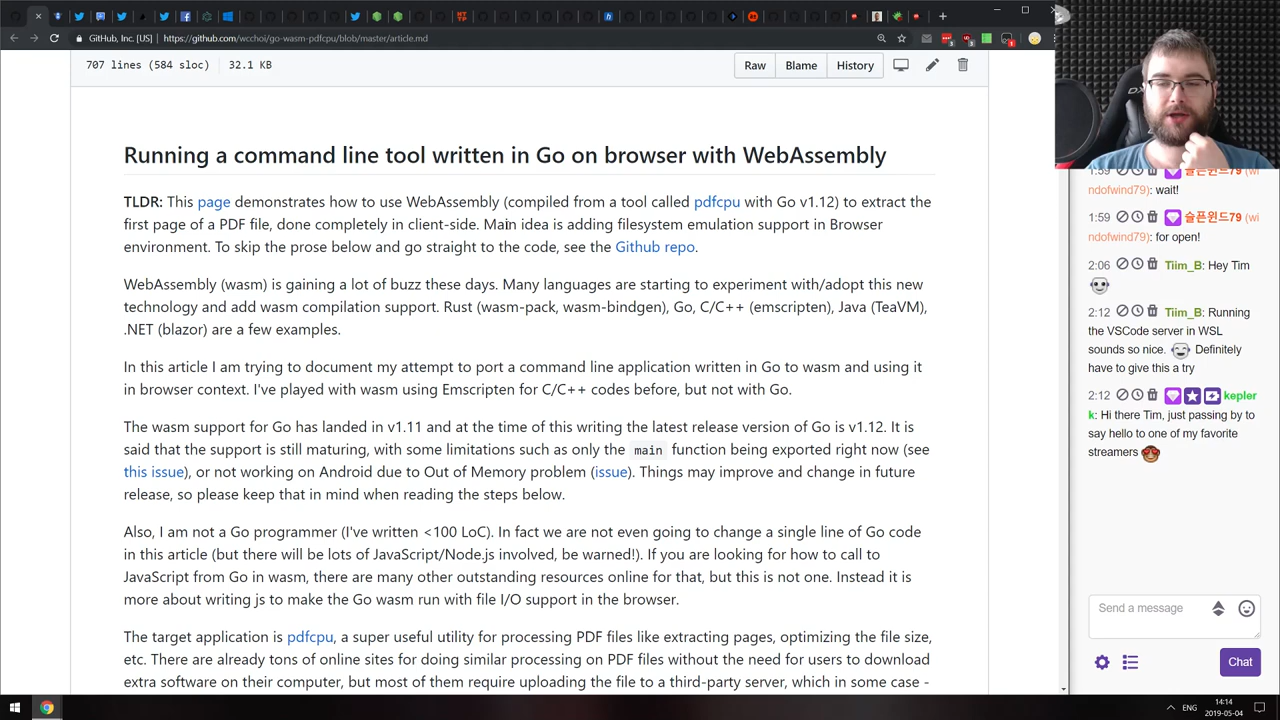 GitHub, Inc. [US]
https://github.com/wcchoi/go-wasm-pdfcpu/blob/master/article.md
707 lines (584 sloc)
32.1 KB
Raw
Blame
History
Running a command line tool written in Go on browser with WebAssembly
TLDR: This page demonstrates how to use WebAssembly (compiled from a tool called pdfcpu with Go v1.12) to extract the
first page of a PDF file, done completely in client-side. Main idea is adding filesystem emulation support in Browser
environment. To skip the prose below and go straight to the code, see the Github repo.
WebAssembly (wasm) is gaining a lot of buzz these days. Many languages are starting to experiment with/adopt this new
technology and add wasm compilation support. Rust (wasm-pack, wasm-bindgen), Go, C/C++ (emscripten), Java (TeaVM),
.NET (blazor) are a few examples.
In this article I am trying to document my attempt to port a command line application written in Go to wasm and using it
in browser context. I've played with wasm using Emscripten for C/C++ codes before, but not with Go.
The wasm support for Go has landed in v1.11 and at the time of this writing the latest release version of Go is v1.12. It is
said that the support is still maturing, with some limitations such as only the main function being exported right now (see
this issue), or not working on Android due to Out of Memory problem (issue). Things may improve and change in future
release, so please keep that in mind when reading the steps below.
Also, I am not a Go programmer (I've written <100 LoC). In fact we are not even going to change a single line of Go code
in this article (but there will be lots of JavaScript/Node.js involved, be warned!). If you are looking for how to call to
JavaScript from Go in wasm, there are many other outstanding resources online for that, but this is not one. Instead it is
more about writing js to make the Go wasm run with file I/O support in the browser.
The target application is pdfcpu, a super useful utility for processing PDF files like extracting pages, optimizing the file size,
etc. There are already tons of online sites for doing similar processing on PDF files without the need for users to download
extra software on their computer, but most of them require uploading the file to a third-party server, which in some case -
1:59 슬픈윈드79 (wi
ndofwind79): wait!
1:59 슬픈윈드79 (wi
ndofwind79): for open!
2:06 Tiim_B: Hey Tim
2:12 Tiim_B: Running
the VSCode server in WSL
sounds so nice. Definitely
have to give this a try
2:12 kepler
k: Hi there Tim, just passing by to
say hello to one of my favorite
streamers
Send a message
Chat
ENG
14:14
2019-05-04